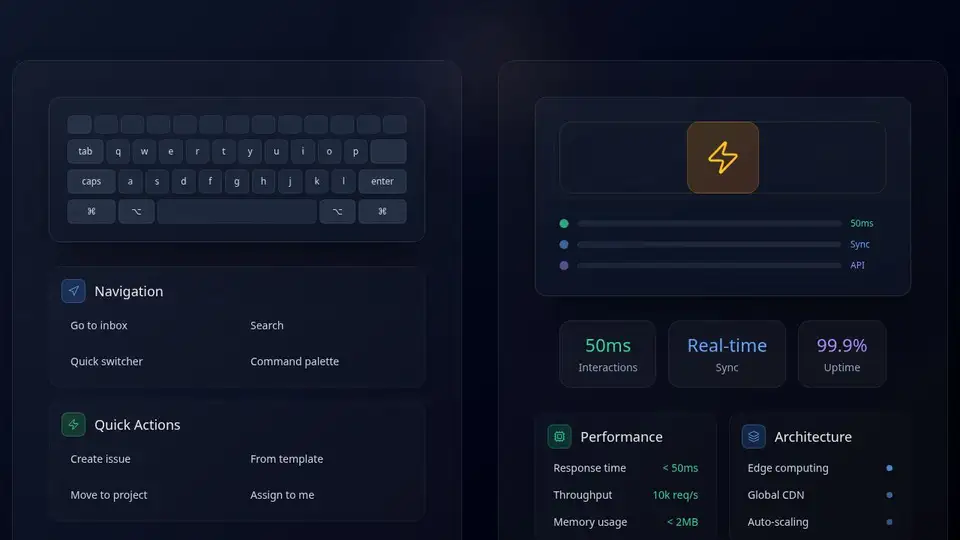 tab q w e r t y u i o p
caps a s d f g h j k l enter
⌘ ⌥ ⌥ ⌘
Navigation
Go to inbox Search
Quick switcher Command palette
Quick Actions
Create issue From template
Move to project Assign to me
50ms
Sync
API
50ms Real-time 99.9%
Interactions Sync Uptime
Performance
Response time < 50ms
Throughput 10k req/s
Memory usage < 2MB
Architecture
Edge computing
Global CDN
Auto-scaling